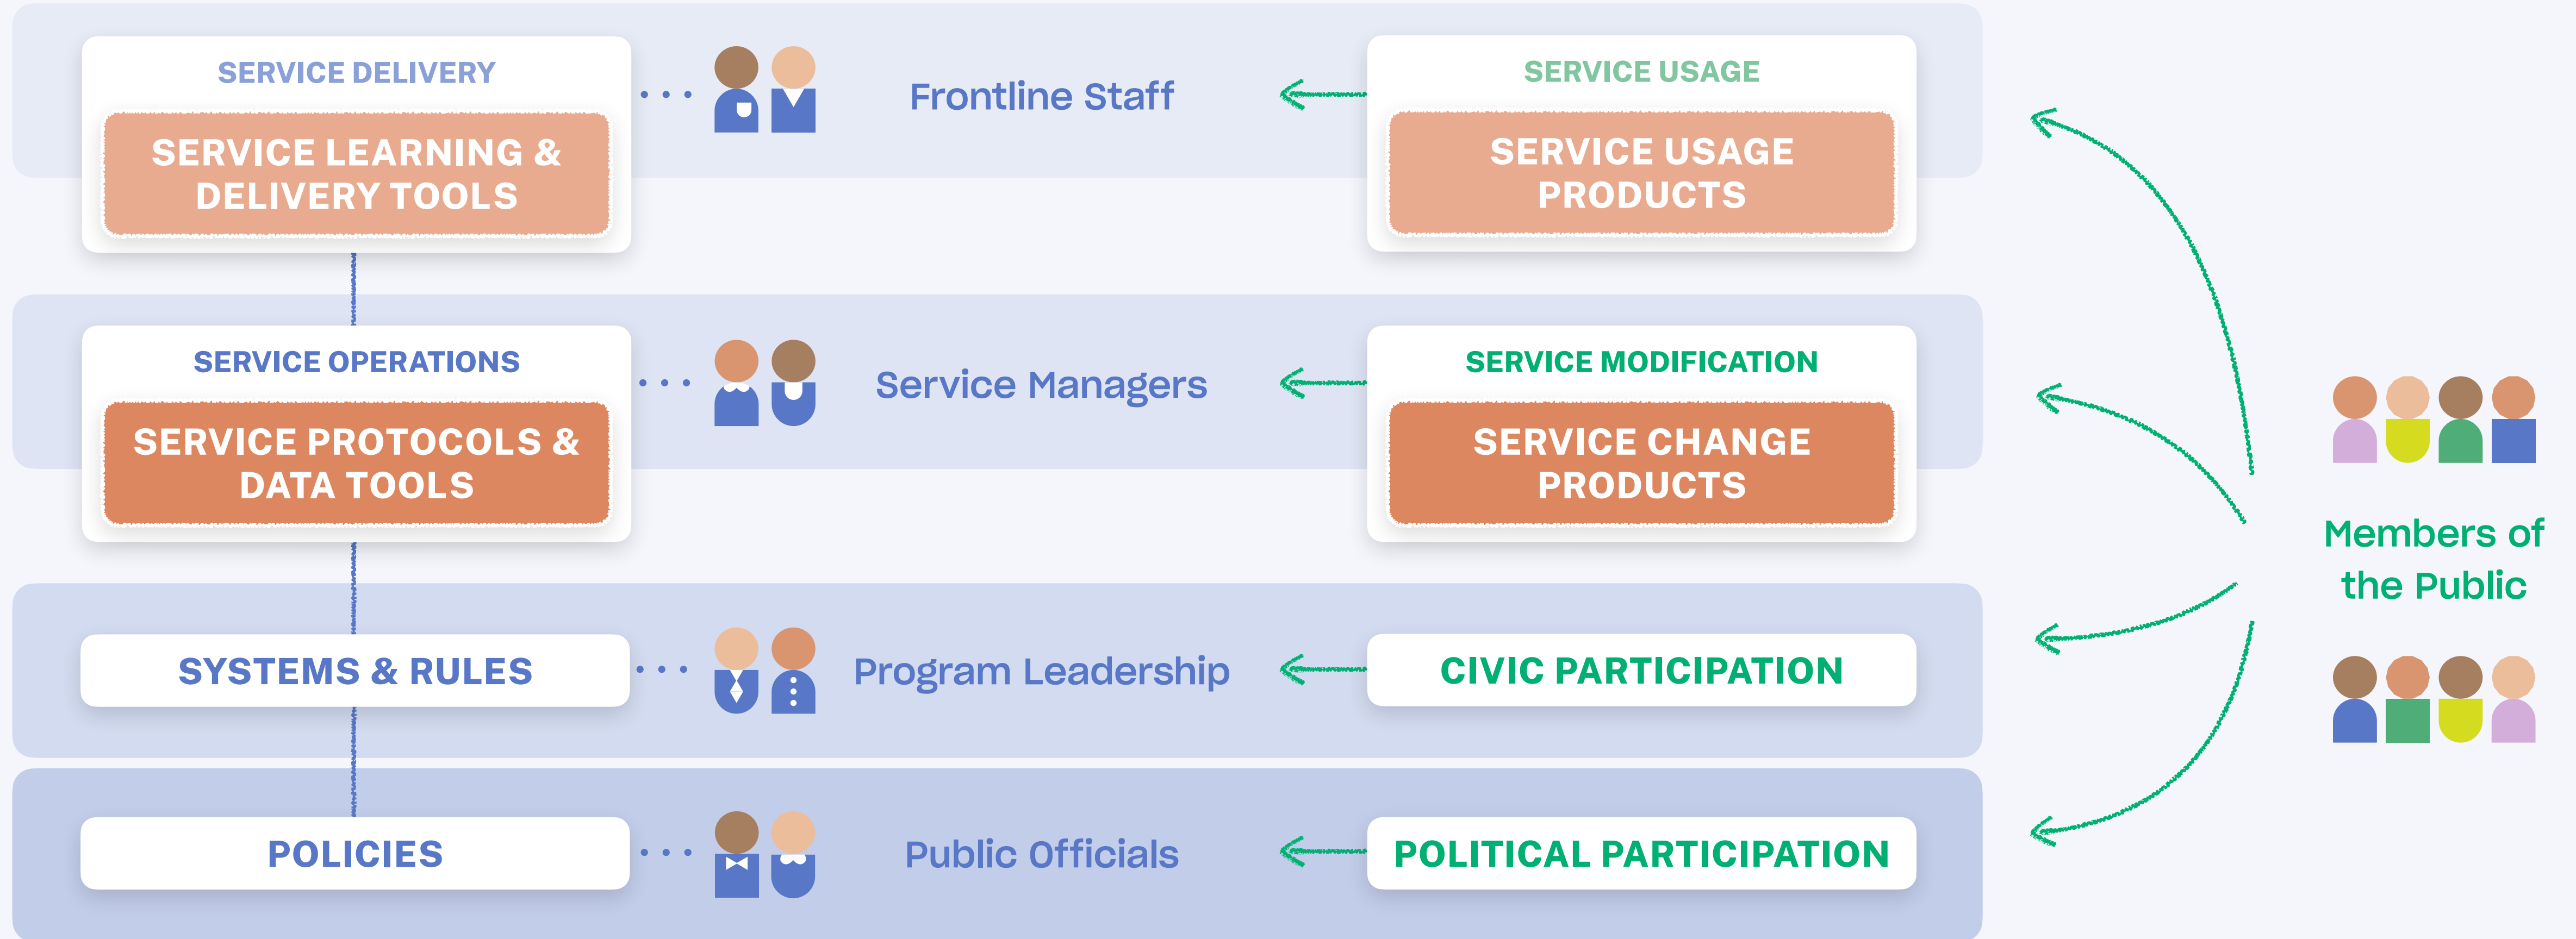 SERVICE DELIVERY
SERVICE LEARNING &
DELIVERY TOOLS
Frontline Staff
SERVICE USAGE
SERVICE USAGE
PRODUCTS
SERVICE OPERATIONS
SERVICE PROTOCOLS &
DATA TOOLS
Service Managers
SERVICE MODIFICATION
SERVICE CHANGE
PRODUCTS
Members of
the Public
SYSTEMS & RULES
Program Leadership
CIVIC PARTICIPATION
POLICIES
Public Officials
POLITICAL PARTICIPATION